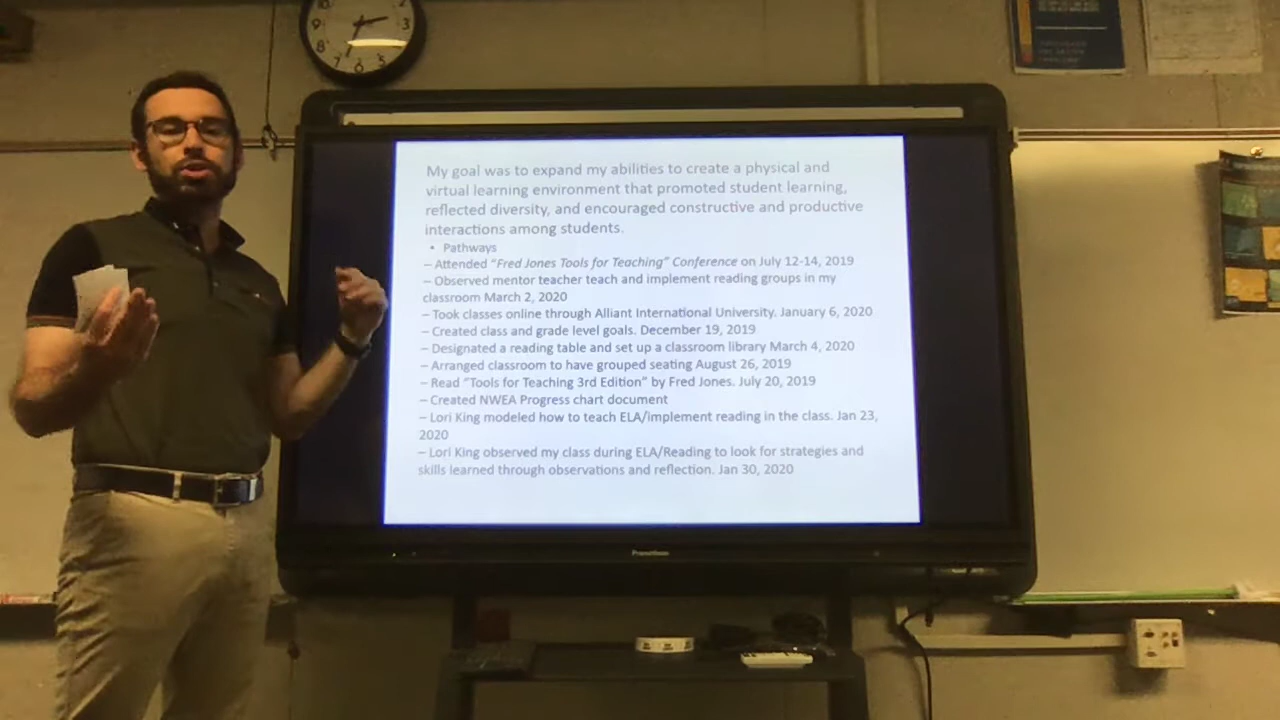 9
3
8
7
6
5
My goal was to expand my abilities to create a physical and
virtual learning environment that promoted student learning,
reflected diversity, and encouraged constructive and productive
interactions among students.
• Pathways
– Attended “Fred Jones Tools for Teaching” Conference on July 12-14, 2019
– Observed mentor teacher teach and implement reading groups in my
classroom March 2, 2020
– Took classes online through Alliant International University. January 6, 2020
– Created class and grade level goals. December 19, 2019
– Designated a reading table and set up a classroom library March 4, 2020
– Arranged classroom to have grouped seating August 26, 2019
– Read “Tools for Teaching 3rd Edition” by Fred Jones. July 20, 2019
– Created NWEA Progress chart document
– Lori King modeled how to teach ELA/implement reading in the class. Jan 23,
2020
– Lori King observed my class during ELA/Reading to look for strategies and
skills learned through observations and reflection. Jan 30, 2020
Promethean